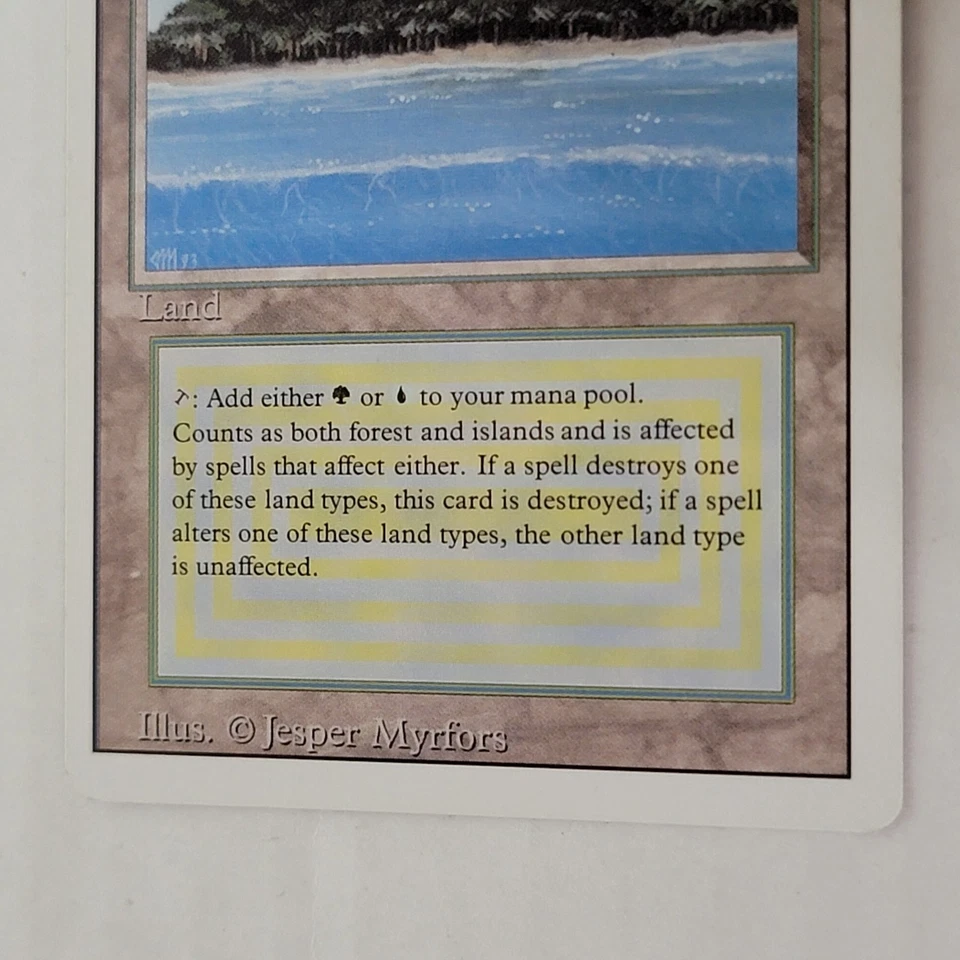 JM 93
Land
: Add either or to your mana pool.
Counts as both forest and islands and is affected
by spells that affect either. If a spell destroys one
of these land types, this card is destroyed; if a spell
alters one of these land types, the other land type
is unaffected.
Illus. © Jesper Myrfors